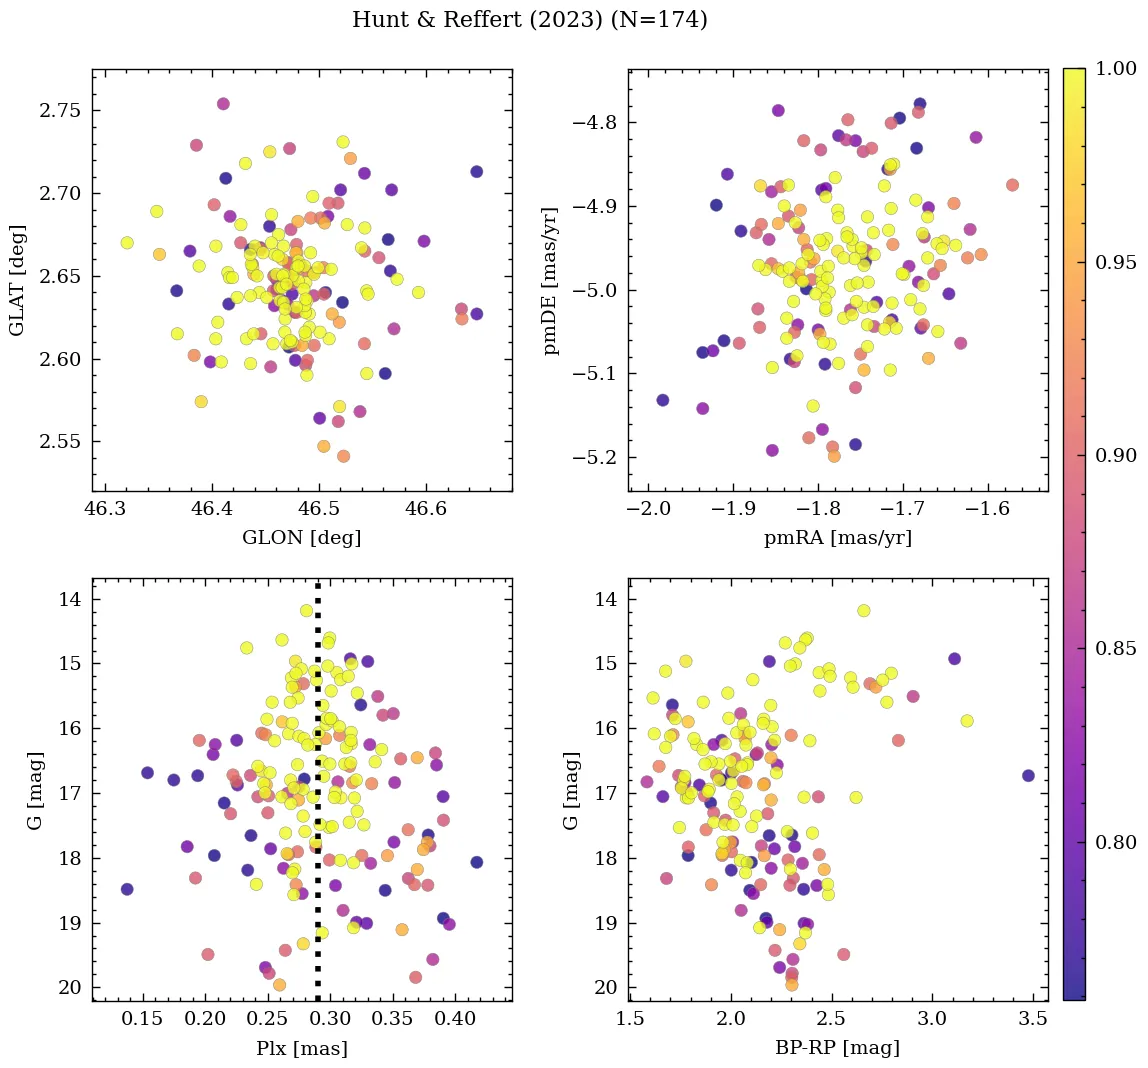 Hunt & Reffert (2023) (N=174)
2.75
2.70
2.65
2.60
2.55
GLAT [deg]
46.3 46.4 46.5 46.6
GLON [deg]
−4.8
−4.9
−5.0
−5.1
−5.2
pmDE [mas/yr]
−2.0 −1.9 −1.8 −1.7 −1.6
pmRA [mas/yr]
1.00
0.95
0.90
0.85
0.80
14
15
16
17
18
19
20
G [mag]
0.15 0.20 0.25 0.30 0.35 0.40
Plx [mas]
14
15
16
17
18
19
20
G [mag]
1.5 2.0 2.5 3.0 3.5
BP-RP [mag]